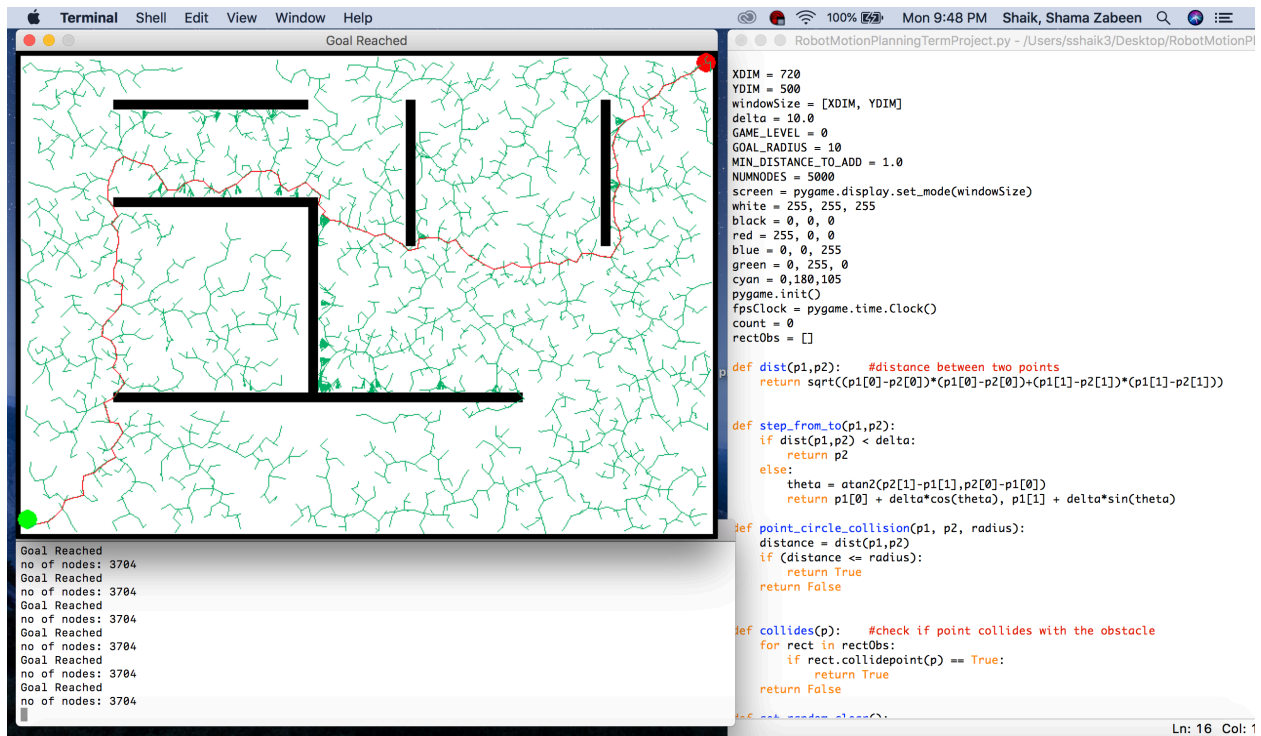 Terminal Shell Edit View Window Help 100% Mon 9:48 PM Shaik, Shama Zabeen
Goal Reached
Goal Reached
no of nodes: 3704
Goal Reached
no of nodes: 3704
Goal Reached
no of nodes: 3704
Goal Reached
no of nodes: 3704
Goal Reached
no of nodes: 3704
Goal Reached
no of nodes: 3704
RobotMotionPlanningTermProject.py - /Users/sshaik3/Desktop/RobotMotionPl
XDIM = 720
YDIM = 500
windowSize = [XDIM, YDIM]
delta = 10.0
GAME_LEVEL = 0
GOAL_RADIUS = 10
MIN_DISTANCE_TO_ADD = 1.0
NUMNODES = 5000
screen = pygame.display.set_mode(windowSize)
white = 255, 255, 255
black = 0, 0, 0
red = 255, 0, 0
blue = 0, 0, 255
green = 0, 255, 0
cyan = 0,180,105
pygame.init()
fpsClock = pygame.time.Clock()
count = 0
rectObs = []
def dist(p1,p2): #distance between two points
return sqrt((p1[0]-p2[0])*(p1[0]-p2[0])+(p1[1]-p2[1])*(p1[1]-p2[1]))
def step_from_to(p1,p2):
if dist(p1,p2) < delta:
return p2
else:
theta = atan2(p2[1]-p1[1],p2[0]-p1[0])
return p1[0] + delta*cos(theta), p1[1] + delta*sin(theta)
def point_circle_collision(p1, p2, radius):
distance = dist(p1,p2)
if (distance <= radius):
return True
return False
def collides(p): #check if point collides with the obstacle
for rect in rectObs:
if rect.collidepoint(p) == True:
return True
return False
Ln: 16 Col: 1